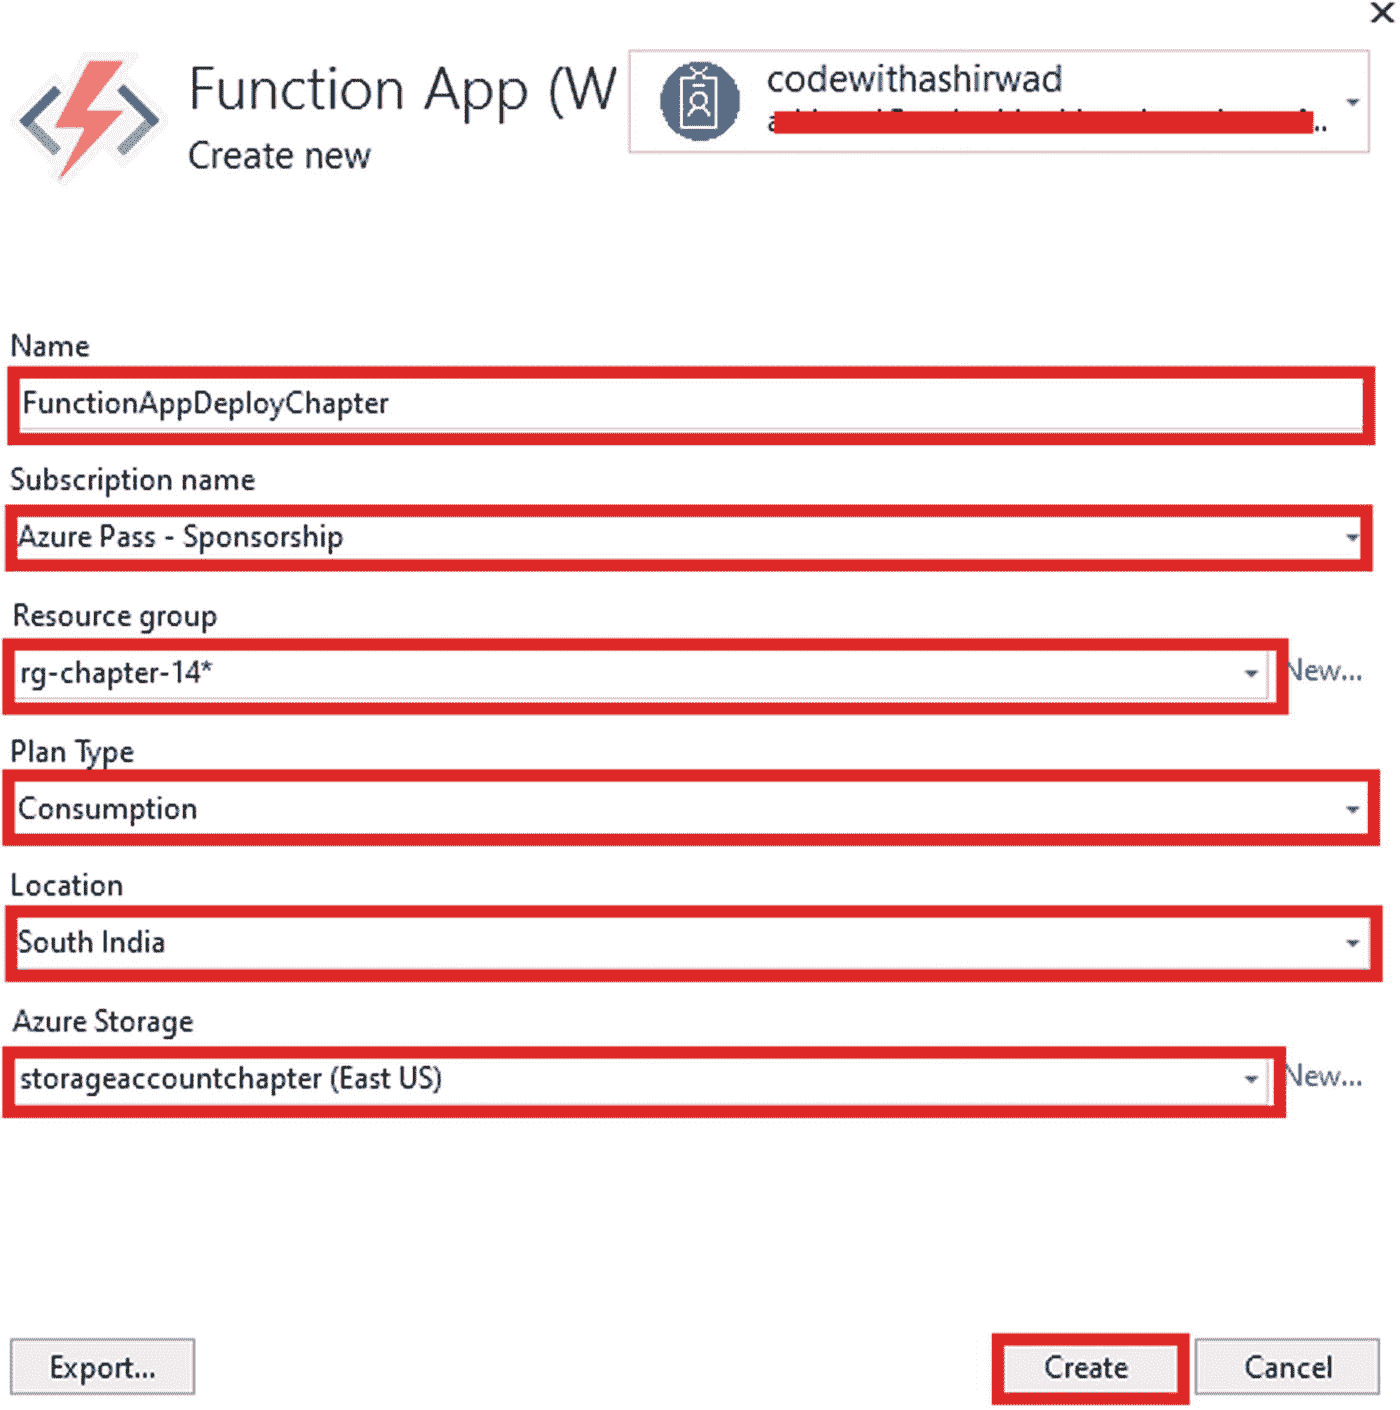 Function App (W
Create new
codewithashirwad
Name
FunctionAppDeployChapter
Subscription name
Azure Pass - Sponsorship
Resource group
rg-chapter-14*
New...
Plan Type
Consumption
Location
South India
Azure Storage
storageaccountchapter (East US)
New...
Export...
Create
Cancel